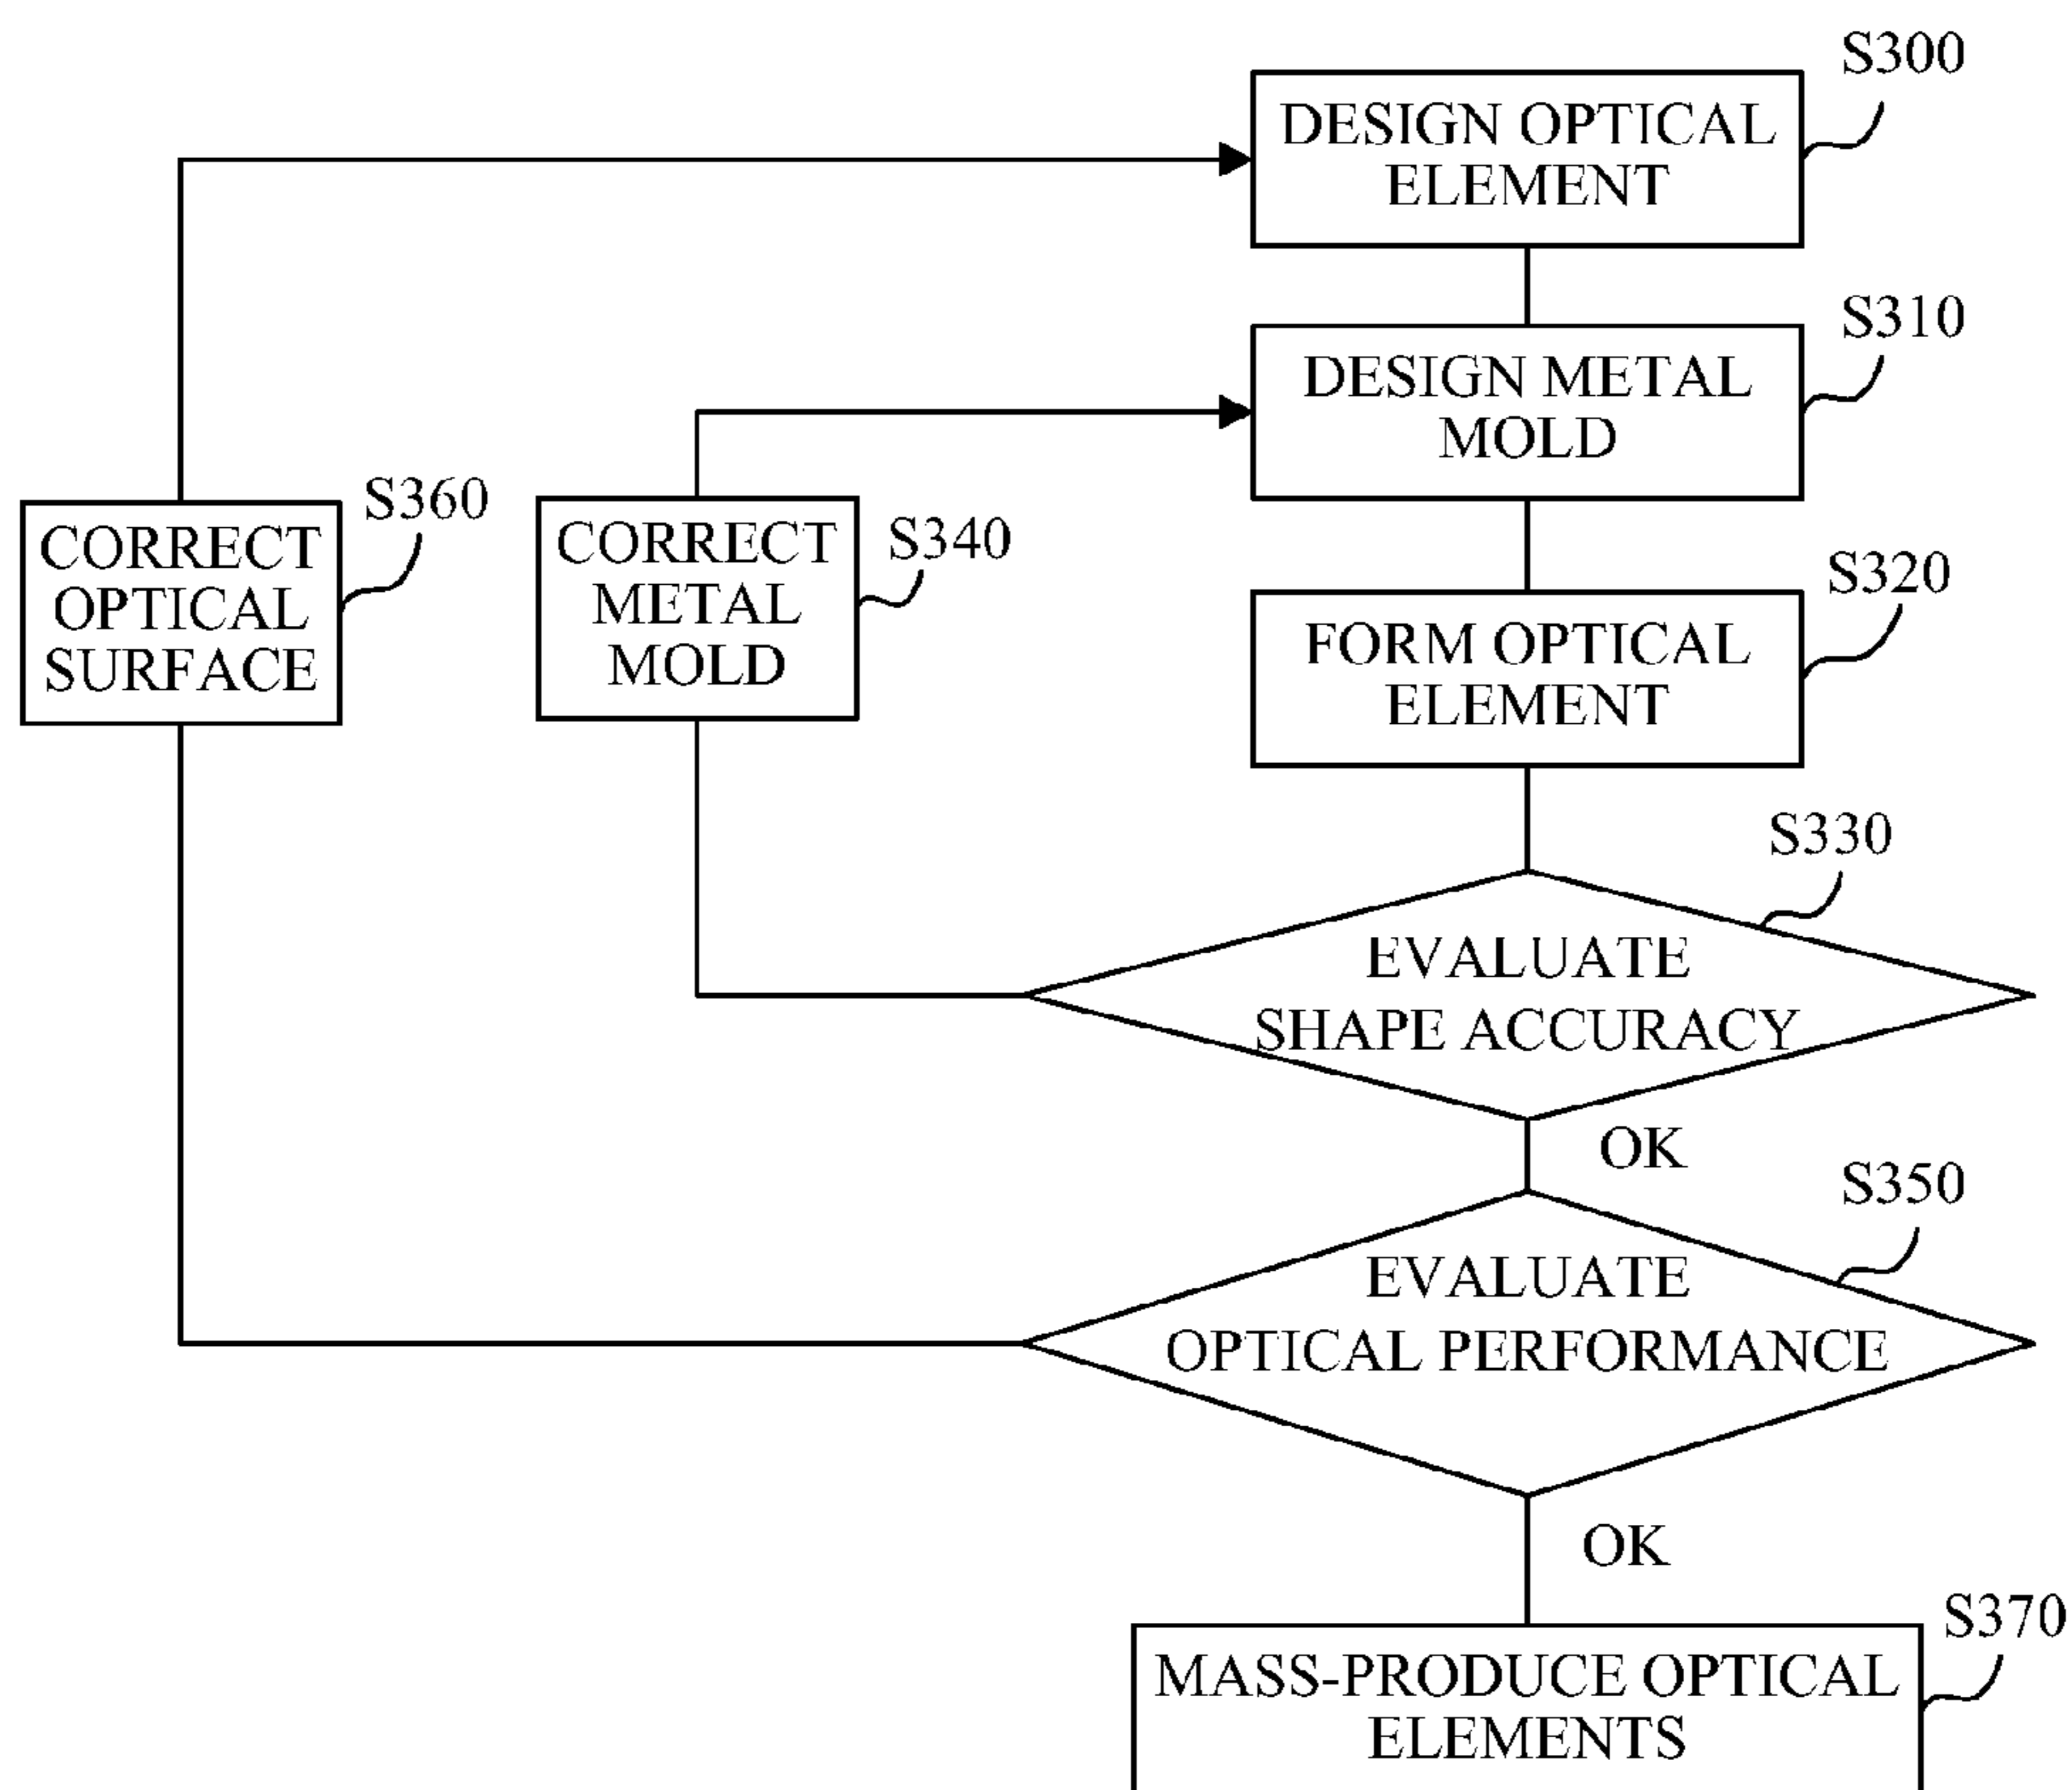 S300
DESIGN OPTICAL
ELEMENT
S310
DESIGN METAL
MOLD
S360
CORRECT
OPTICAL
SURFACE
S340
CORRECT
METAL
MOLD
S320
FORM OPTICAL
ELEMENT
S330
EVALUATE
SHAPE ACCURACY
OK
S350
EVALUATE
OPTICAL PERFORMANCE
OK
S370
MASS-PRODUCE OPTICAL
ELEMENTS